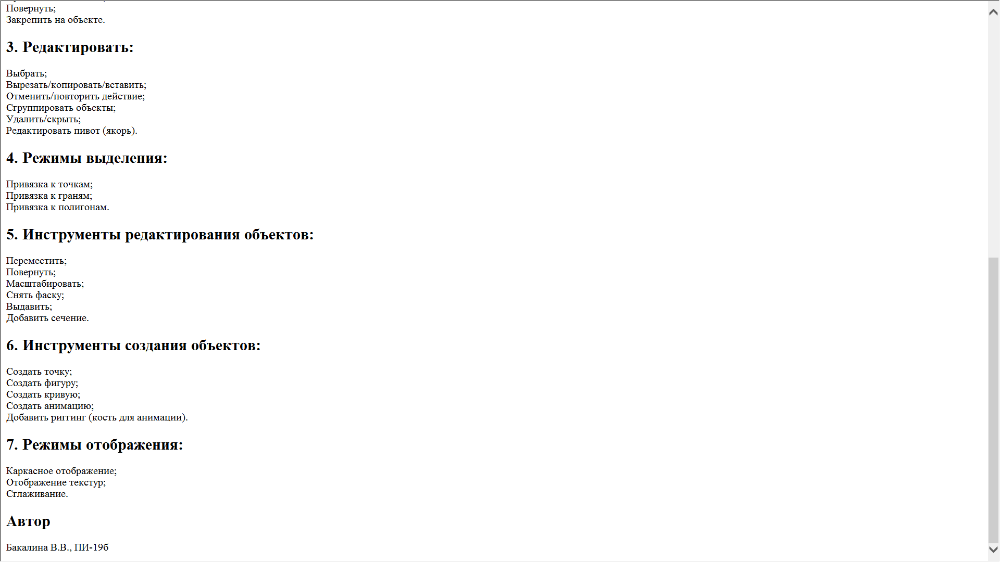 Повернуть;
Закрепить на объекте.
3. Редактировать:
Выбрать;
Вырезать/копировать/вставить;
Отменить/повторить действие;
Сгруппировать объекты;
Удалить/скрыть;
Редактировать пивот (якорь).
4. Режимы выделения:
Привязка к точкам;
Привязка к граням;
Привязка к полигонам.
5. Инструменты редактирования объектов:
Переместить;
Повернуть;
Масштабировать;
Снять фаску;
Выдавить;
Добавить сечение.
6. Инструменты создания объектов:
Создать точку;
Создать фигуру;
Создать кривую;
Создать анимацию;
Добавить риггинг (кость для анимации).
7. Режимы отображения:
Каркасное отображение;
Отображение текстур;
Сглаживание.
Автор
Бакалина В.В., ПИ-19б